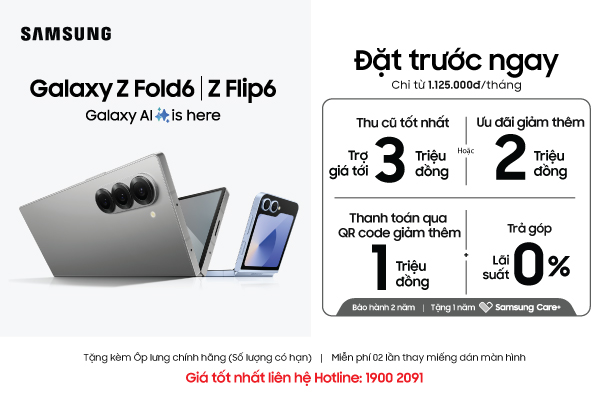 SAMSUNG
Galaxy Z Fold6 | Z Flip6
Galaxy AI is here
Đặt trước ngay
Chỉ từ 1.125.000đ/tháng
Thu cũ tốt nhất
Trợ giá tới 3 Triệu đồng
Hoặc
Ưu đãi giảm thêm
2 Triệu đồng
Thanh toán qua
QR code giảm thêm
1 Triệu đồng
Trả góp
Lãi suất 0%
Bảo hành 2 năm | Tặng 1 năm Samsung Care+
Tặng kèm Ốp lưng chính hãng (Số lượng có hạn) | Miễn phí 02 lần thay miếng dán màn hình
Giá tốt nhất liên hệ Hotline: 1900 2091